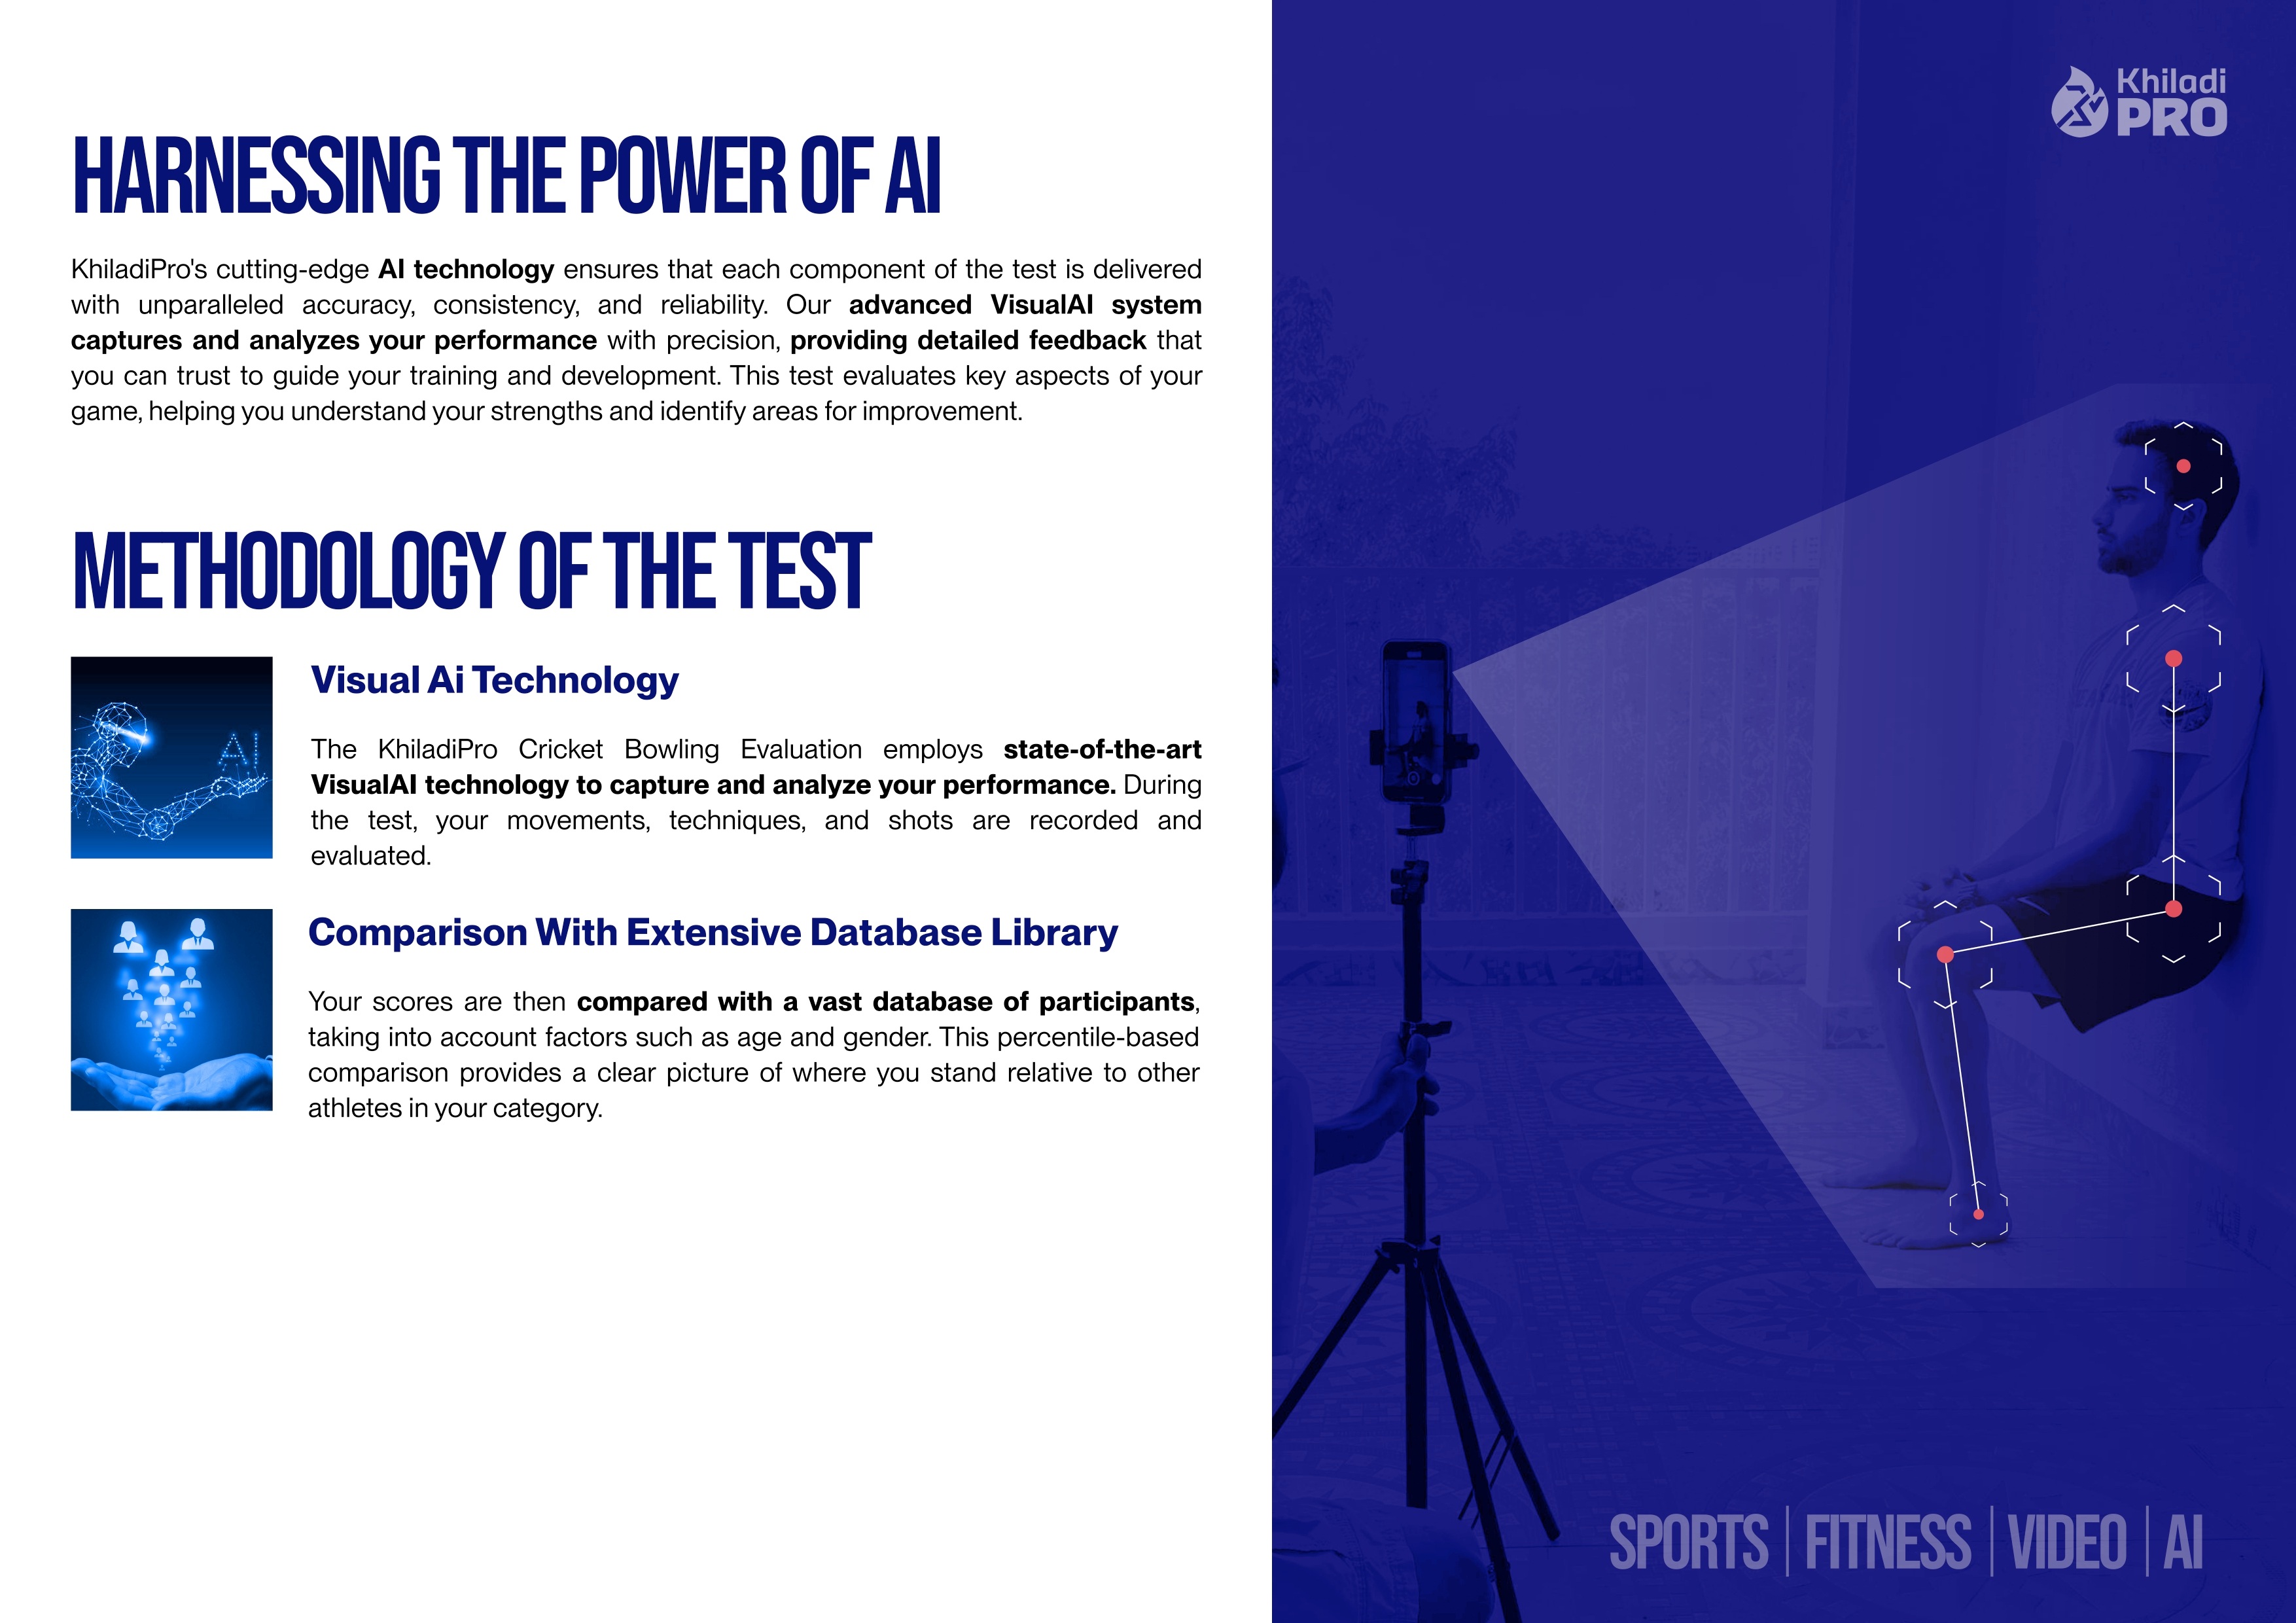 HARNESSING THE POWER OF AI
KhiladiPro's cutting-edge AI technology ensures that each component of the test is delivered
with unparalleled accuracy, consistency, and reliability. Our advanced VisualAI system
captures and analyzes your performance with precision, providing detailed feedback that
you can trust to guide your training and development. This test evaluates key aspects of your
game, helping you understand your strengths and identify areas for improvement.
METHODOLOGY OF THE TEST
AI
Visual Ai Technology
The KhiladiPro Cricket Bowling Evaluation employs state-of-the-art
VisualAI technology to capture and analyze your performance. During
the test, your movements, techniques, and shots are recorded and
evaluated.
Comparison With Extensive Database Library
Your scores are then compared with a vast database of participants,
taking into account factors such as age and gender. This percentile-based
comparison provides a clear picture of where you stand relative to other
athletes in your category.
Khiladi
PRO
SPORTS | FITNESS | VIDEO | AI